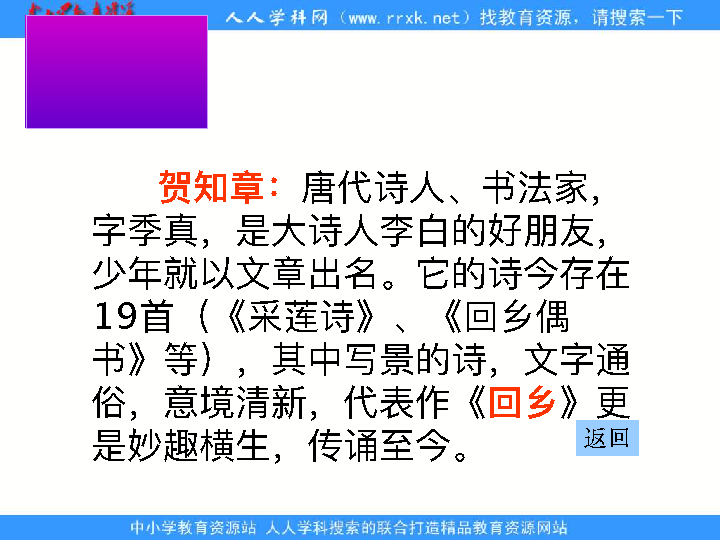 人人学科网（www.rrxk.net）找教育资源，请搜索一下
贺知章：唐代诗人、书法家，
字季真，是大诗人李白的好朋友，
少年就以文章出名。它的诗今存在
19首（《采莲诗》、《回乡偶
书》等），其中写景的诗，文字通
俗，意境清新，代表作《回乡》更
是妙趣横生，传诵至今。
返回
中小学教育资源站 人人学科搜索的联合打造精品教育资源网站